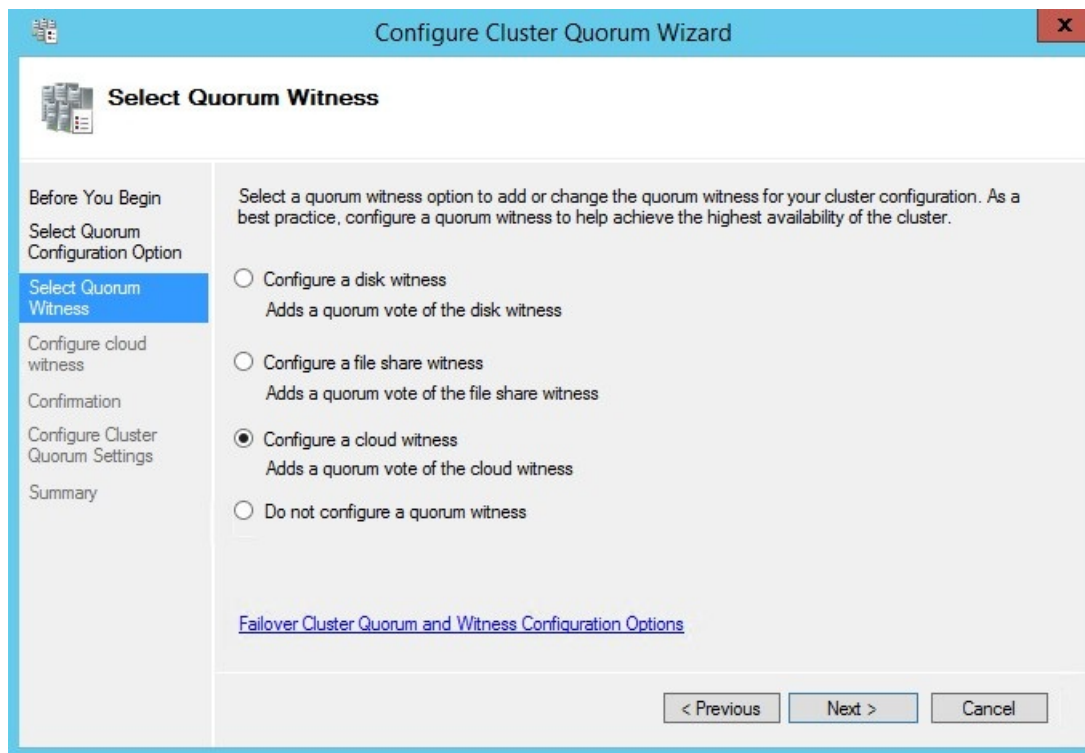 Configure Cluster Quorum Wizard
x
Select Quorum Witness
Before You Begin
Select Quorum
Configuration Option
Select Quorum
Witness
Configure cloud
witness
Confirmation
Configure Cluster
Quorum Settings
Summary
Select a quorum witness option to add or change the quorum witness for your cluster configuration. As a
best practice, configure a quorum witness to help achieve the highest availability of the cluster.
Configure a disk witness
Adds a quorum vote of the disk witness
Configure a file share witness
Adds a quorum vote of the file share witness
Configure a cloud witness
Adds a quorum vote of the cloud witness
Do not configure a quorum witness
Failover Cluster Quorum and Witness Configuration Options
< Previous
Next >
Cancel